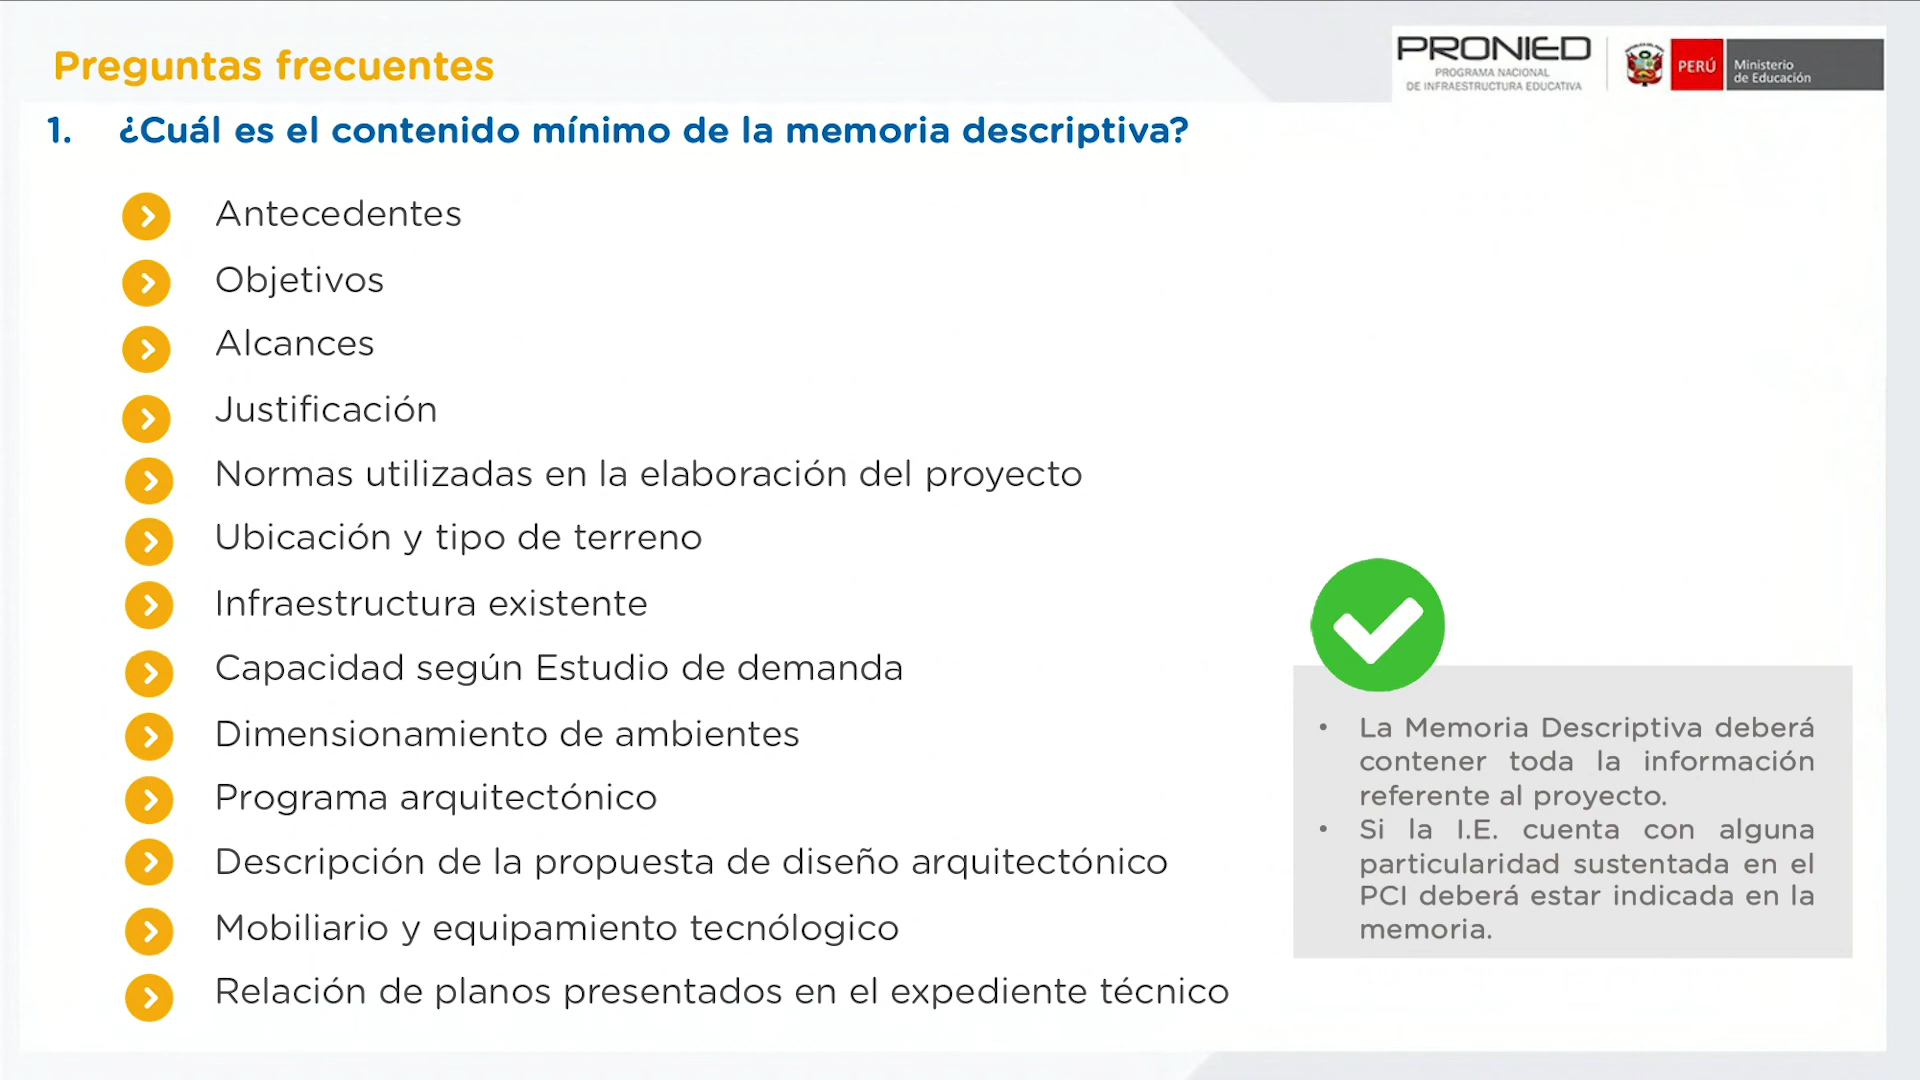 Preguntas frecuentes
PRONIED
PROGRAMA NACIONAL
DE INFRAESTRUCTURA EDUCATIVA
PERÚ
Ministerio
de Educación
1. ¿Cuál es el contenido mínimo de la memoria descriptiva?
Antecedentes
Objetivos
Alcances
Justificación
Normas utilizadas en la elaboración del proyecto
Ubicación y tipo de terreno
Infraestructura existente
Capacidad según Estudio de demanda
Dimensionamiento de ambientes
Programa arquitectónico
Descripción de la propuesta de diseño arquitectónico
Mobiliario y equipamiento tecnólogico
Relación de planos presentados en el expediente técnico
• La Memoria Descriptiva deberá
contener toda la información
referente al proyecto.
• Si la I.E. cuenta con alguna
particularidad sustentada en el
PCI deberá estar indicada en la
memoria.